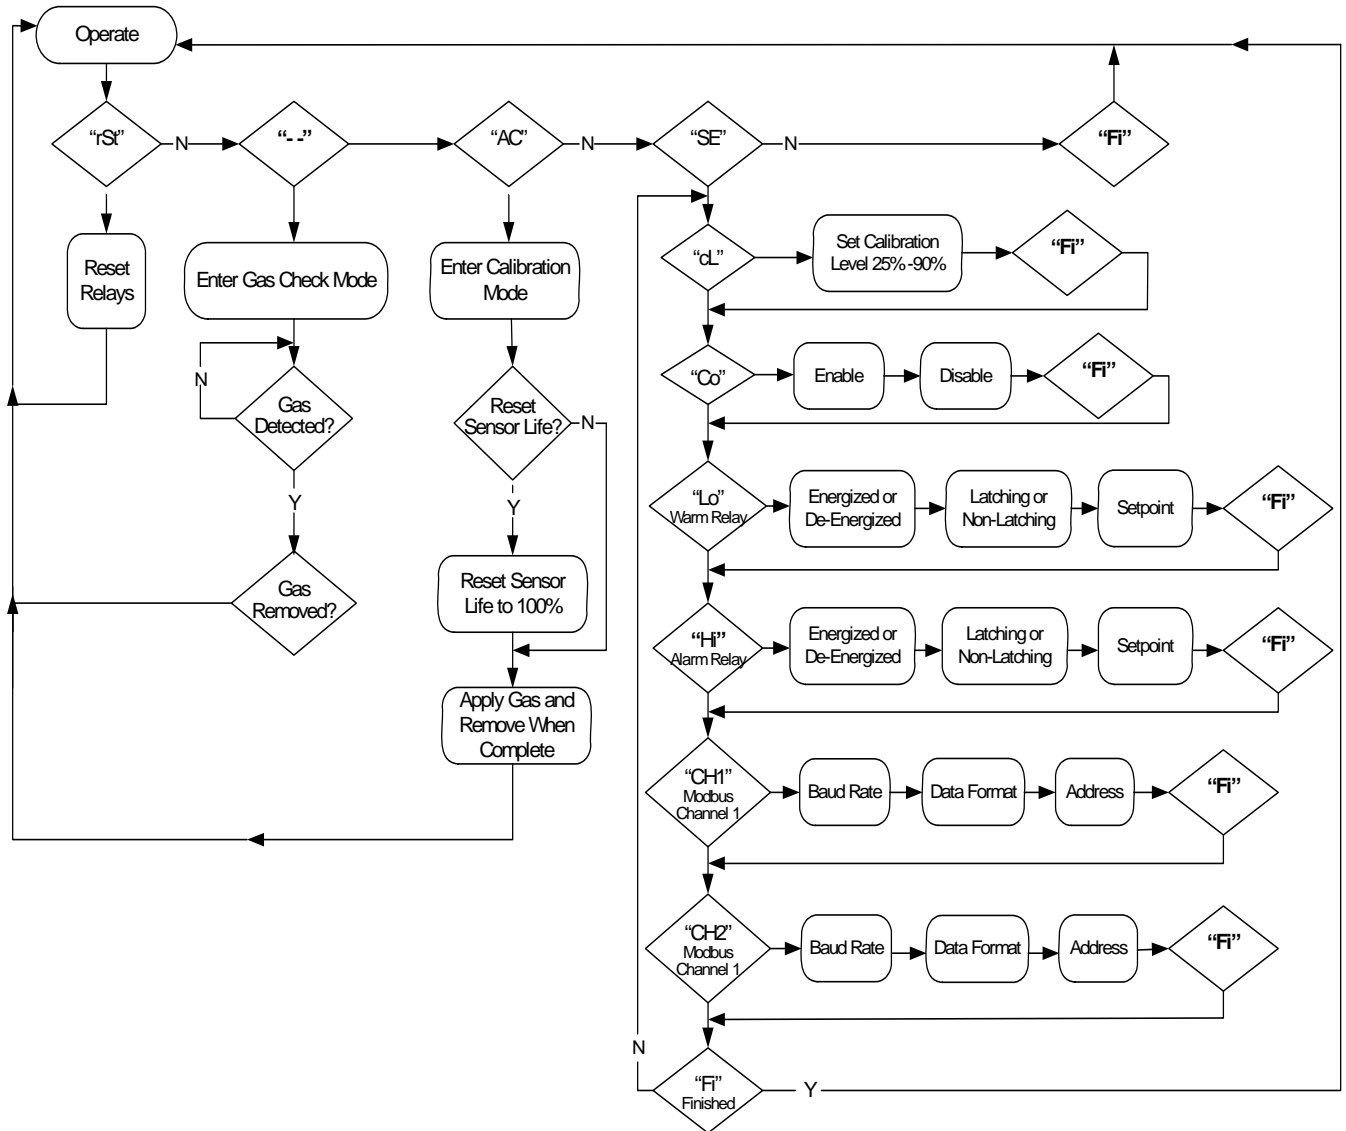 Operate
“rSt”
N
“- -”
“AC”
N
“SE”
N
“Fi”
Reset
Relays
Enter Gas Check Mode
N
Gas
Detected?
Y
Gas
Removed?
Enter Calibration
Mode
Reset
Sensor Life?
N
Y
Reset Sensor
Life to 100%
Apply Gas and
Remove When
Complete
“cL”
Set Calibration
Level 25% -90%
“Fi”
“Co”
Enable
Disable
“Fi”
“Lo”
Warm Relay
Energized or
De-Energized
Latching or
Non-Latching
Setpoint
“Fi”
“Hi”
Alarm Relay
Energized or
De-Energized
Latching or
Non-Latching
Setpoint
“Fi”
“CH1”
Modbus
Channel 1
Baud Rate
Data Format
Address
“Fi”
“CH2”
Modbus
Channel 1
Baud Rate
Data Format
Address
“Fi”
N
“Fi”
Finished
Y